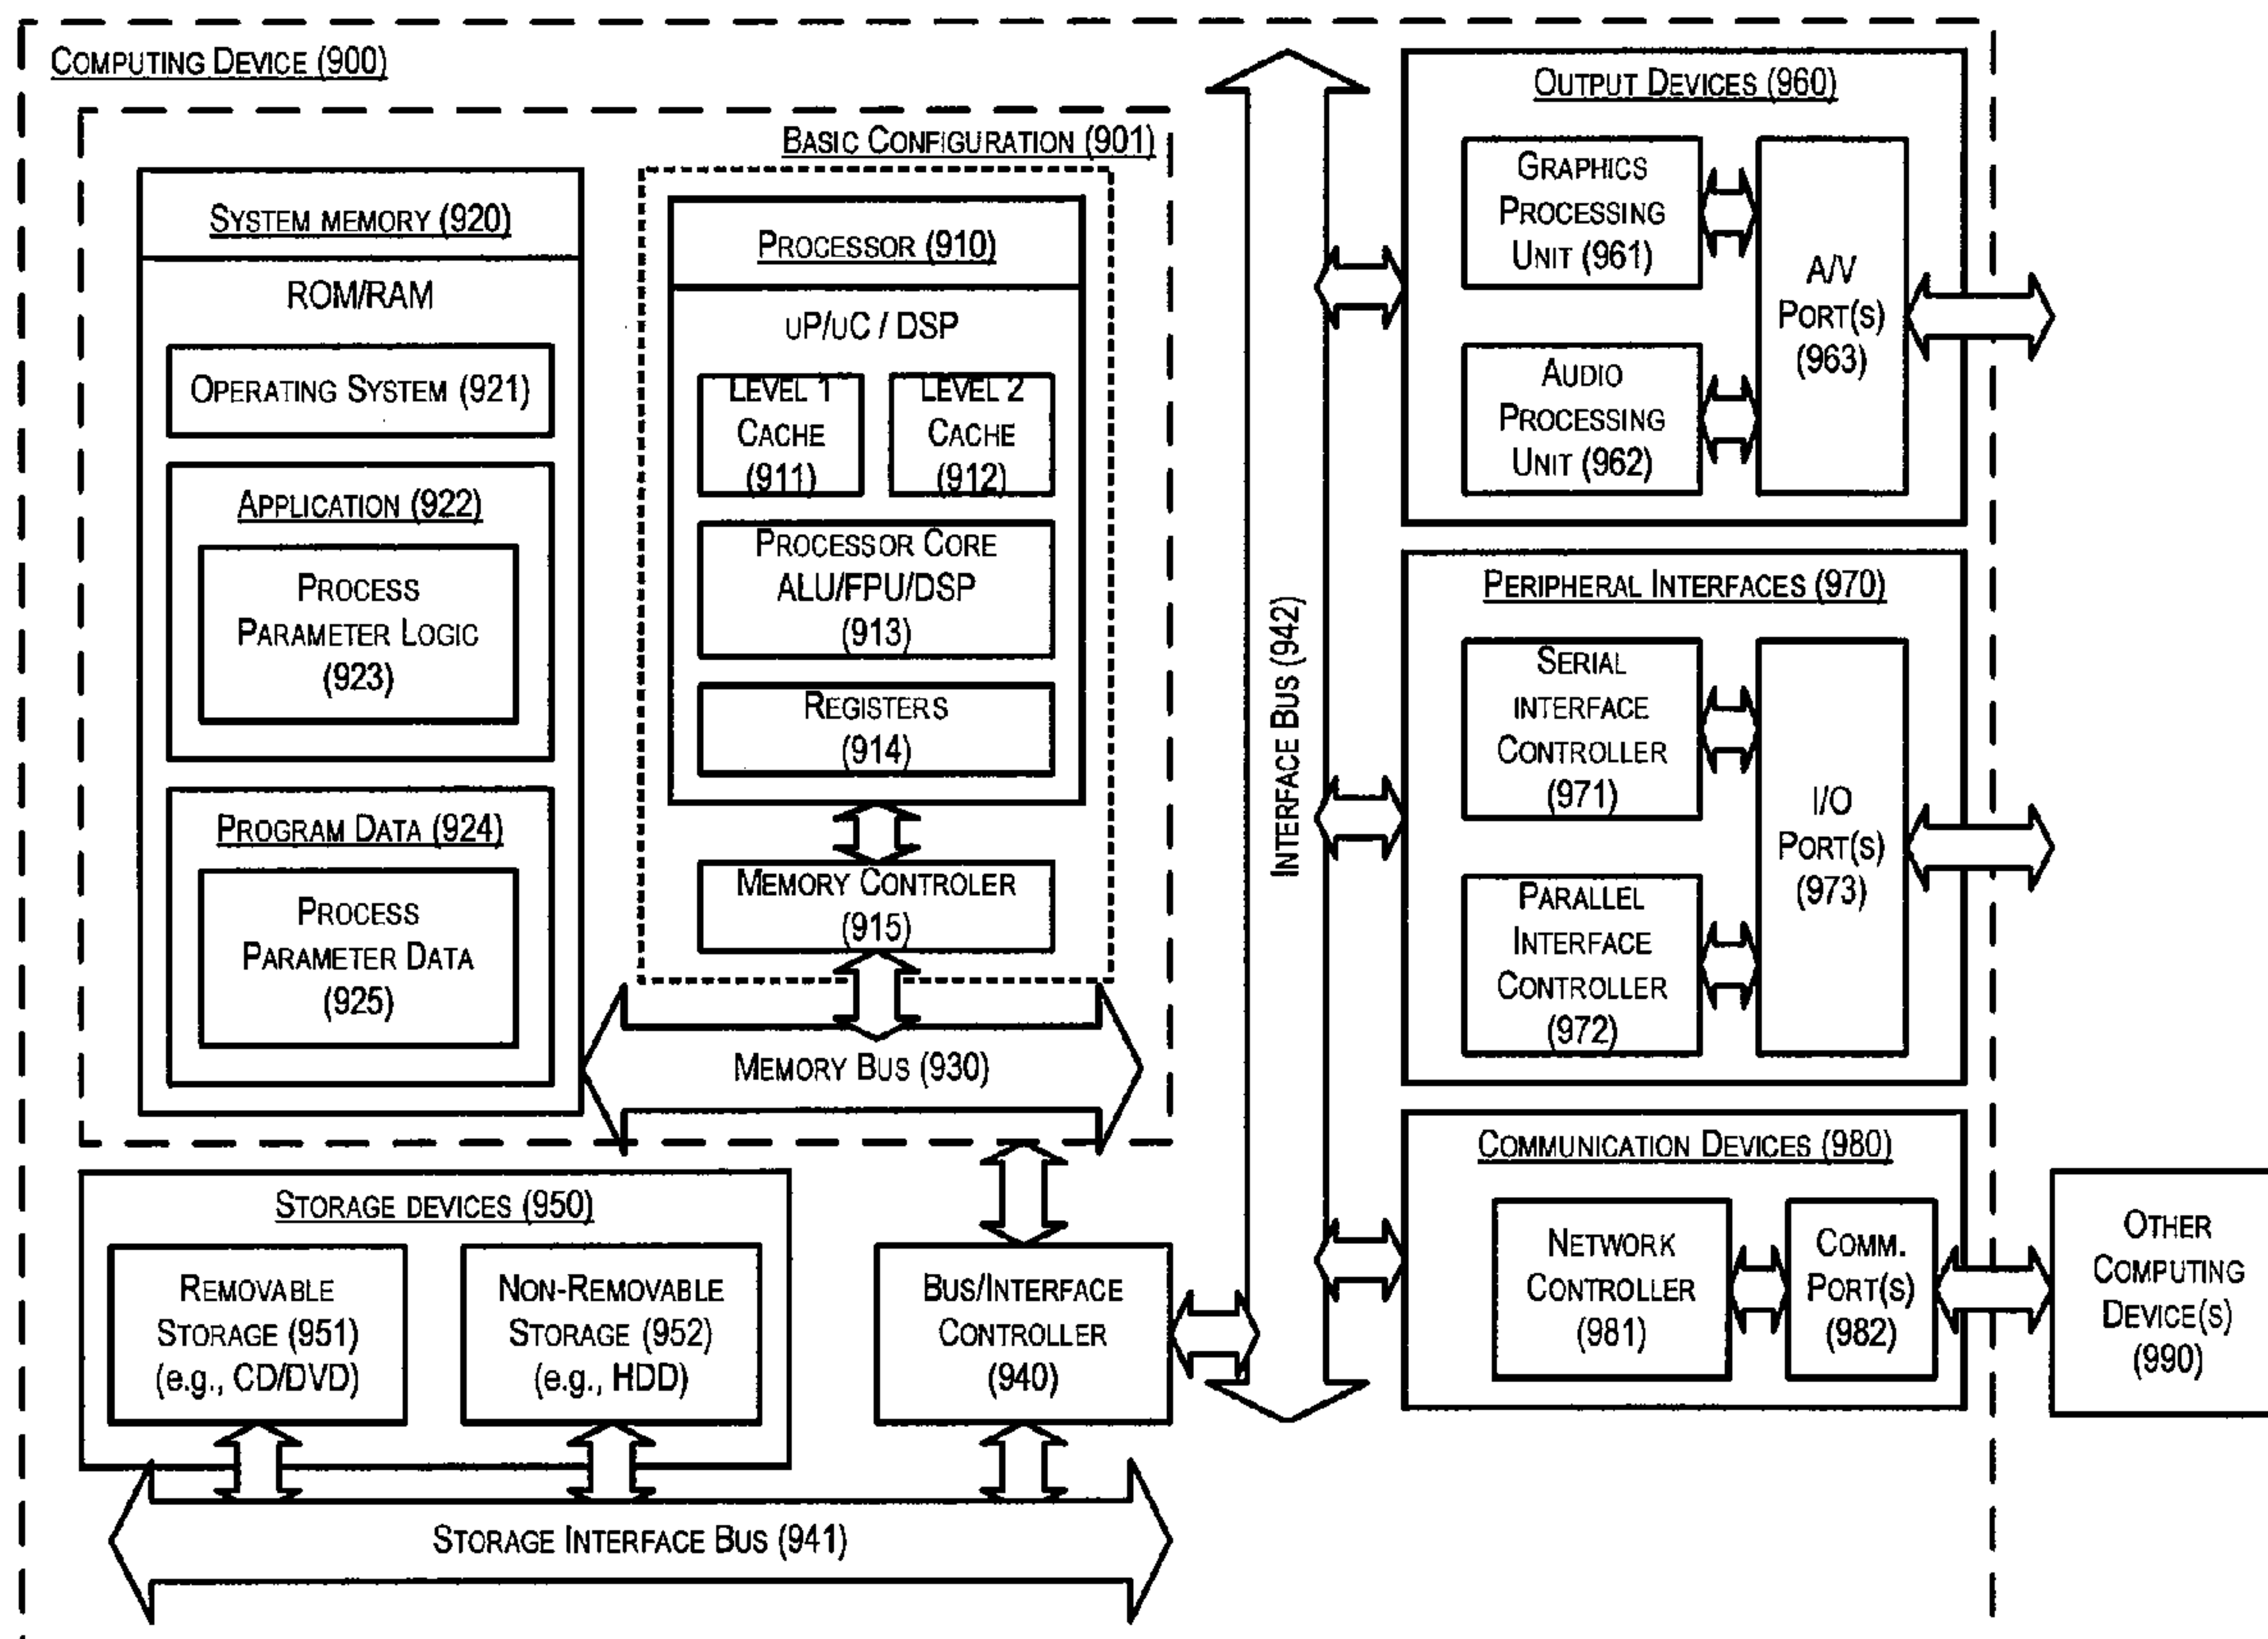 COMPUTING DEVICE (900)
BASIC CONFIGURATION (901)
SYSTEM MEMORY (920)
ROM/RAM
OPERATING SYSTEM (921)
APPLICATION (922)
PROCESS
PARAMETER LOGIC
(923)
PROGRAM DATA (924)
PROCESS
PARAMETER DATA
(925)
PROCESSOR (910)
UP/UC / DSP
LEVEL 1
CACHE
(911)
LEVEL 2
CACHE
(912)
PROCESSOR CORE
ALU/FPU/DSP
(913)
REGISTERS
(914)
MEMORY CONTROLER
(915)
MEMORY BUS (930)
STORAGE DEVICES (950)
REMOVABLE
STORAGE (951)
(e.g., CD/DVD)
NON-REMOVABLE
STORAGE (952)
(e.g., HDD)
BUS/INTERFACE
CONTROLLER
(940)
STORAGE INTERFACE BUS (941)
INTERFACE BUS (942)
OUTPUT DEVICES (960)
GRAPHICS
PROCESSING
UNIT (961)
AUDIO
PROCESSING
UNIT (962)
A/V
PORT(S)
(963)
PERIPHERAL INTERFACES (970)
SERIAL
INTERFACE
CONTROLLER
(971)
PARALLEL
INTERFACE
CONTROLLER
(972)
I/O
PORT(S)
(973)
COMMUNICATION DEVICES (980)
NETWORK
CONTROLLER
(981)
COMM.
PORT(S)
(982)
OTHER
COMPUTING
DEVICE(S)
(990)